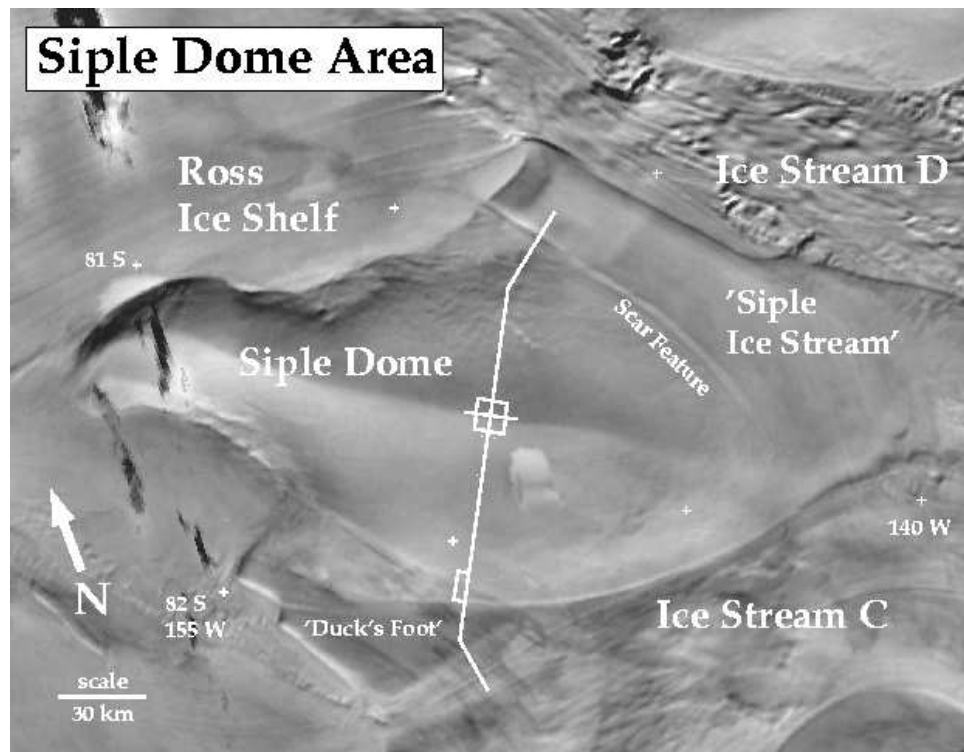 Siple Dome Area
Ross
Ice Shelf
Ice Stream D
81 S
'Siple
Ice Stream'
Scar Feature
Siple Dome
140 W
N
82 S
155 W
'Duck's Foot'
Ice Stream C
scale
30 km